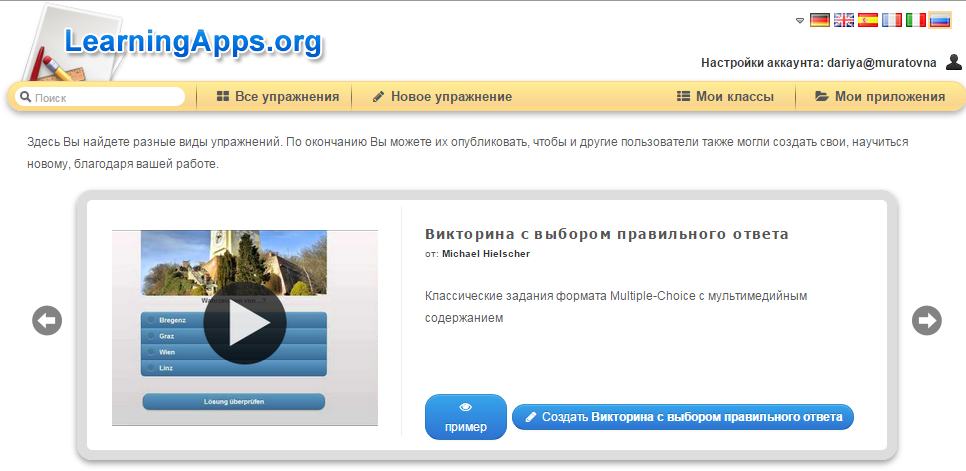 LearningApps.org
Настройки аккаунта: dariya@muratovna
Поиск
Все упражнения
Новое упражнение
Мои классы
Мои приложения
Здесь Вы найдете разные виды упражнений. По окончанию Вы можете их опубликовать, чтобы и другие пользователи также могли создать свои, научиться
новому, благодаря вашей работе.
Викторина с выбором правильного ответа
от: Michael Hielscher
Классические задания формата Multiple-Choice с мультимедийным
содержанием
Bregenz
Graz
Wien
Linz
Lösung überprüfen
пример
Создать Викторина с выбором правильного ответа